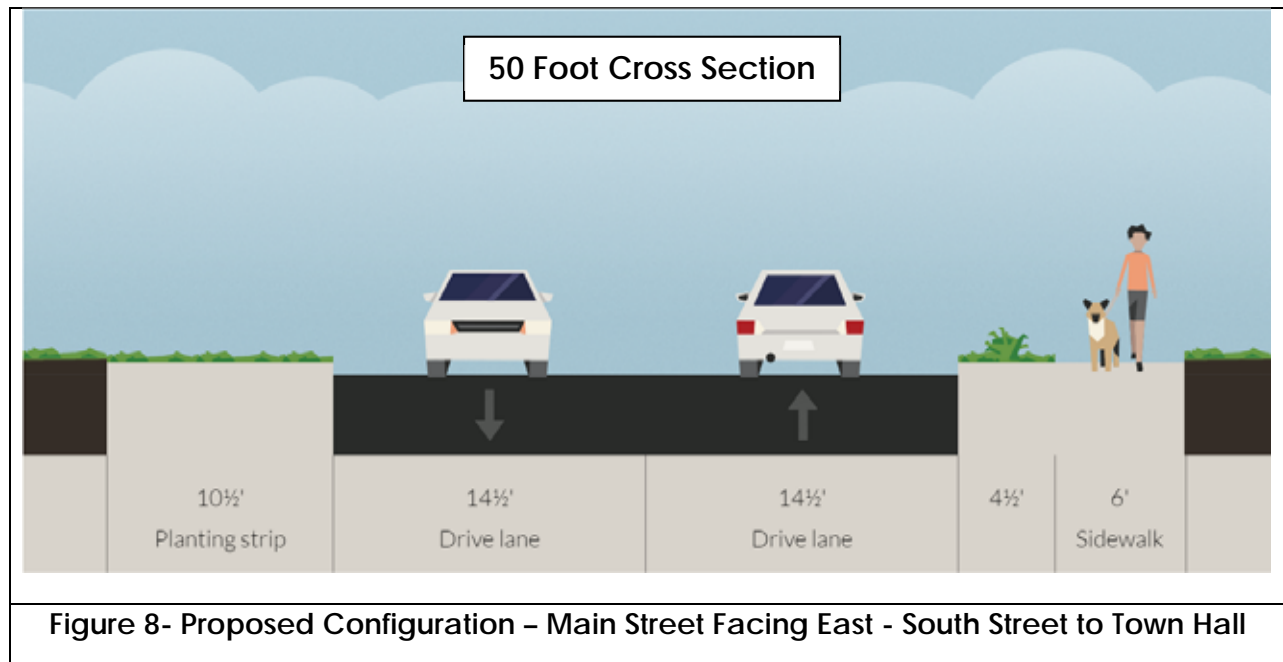 50 Foot Cross Section
10½' 14½' 14½' 4½' 6'
Planting strip Drive lane Drive lane Sidewalk
Figure 8- Proposed Configuration – Main Street Facing East - South Street to Town Hall